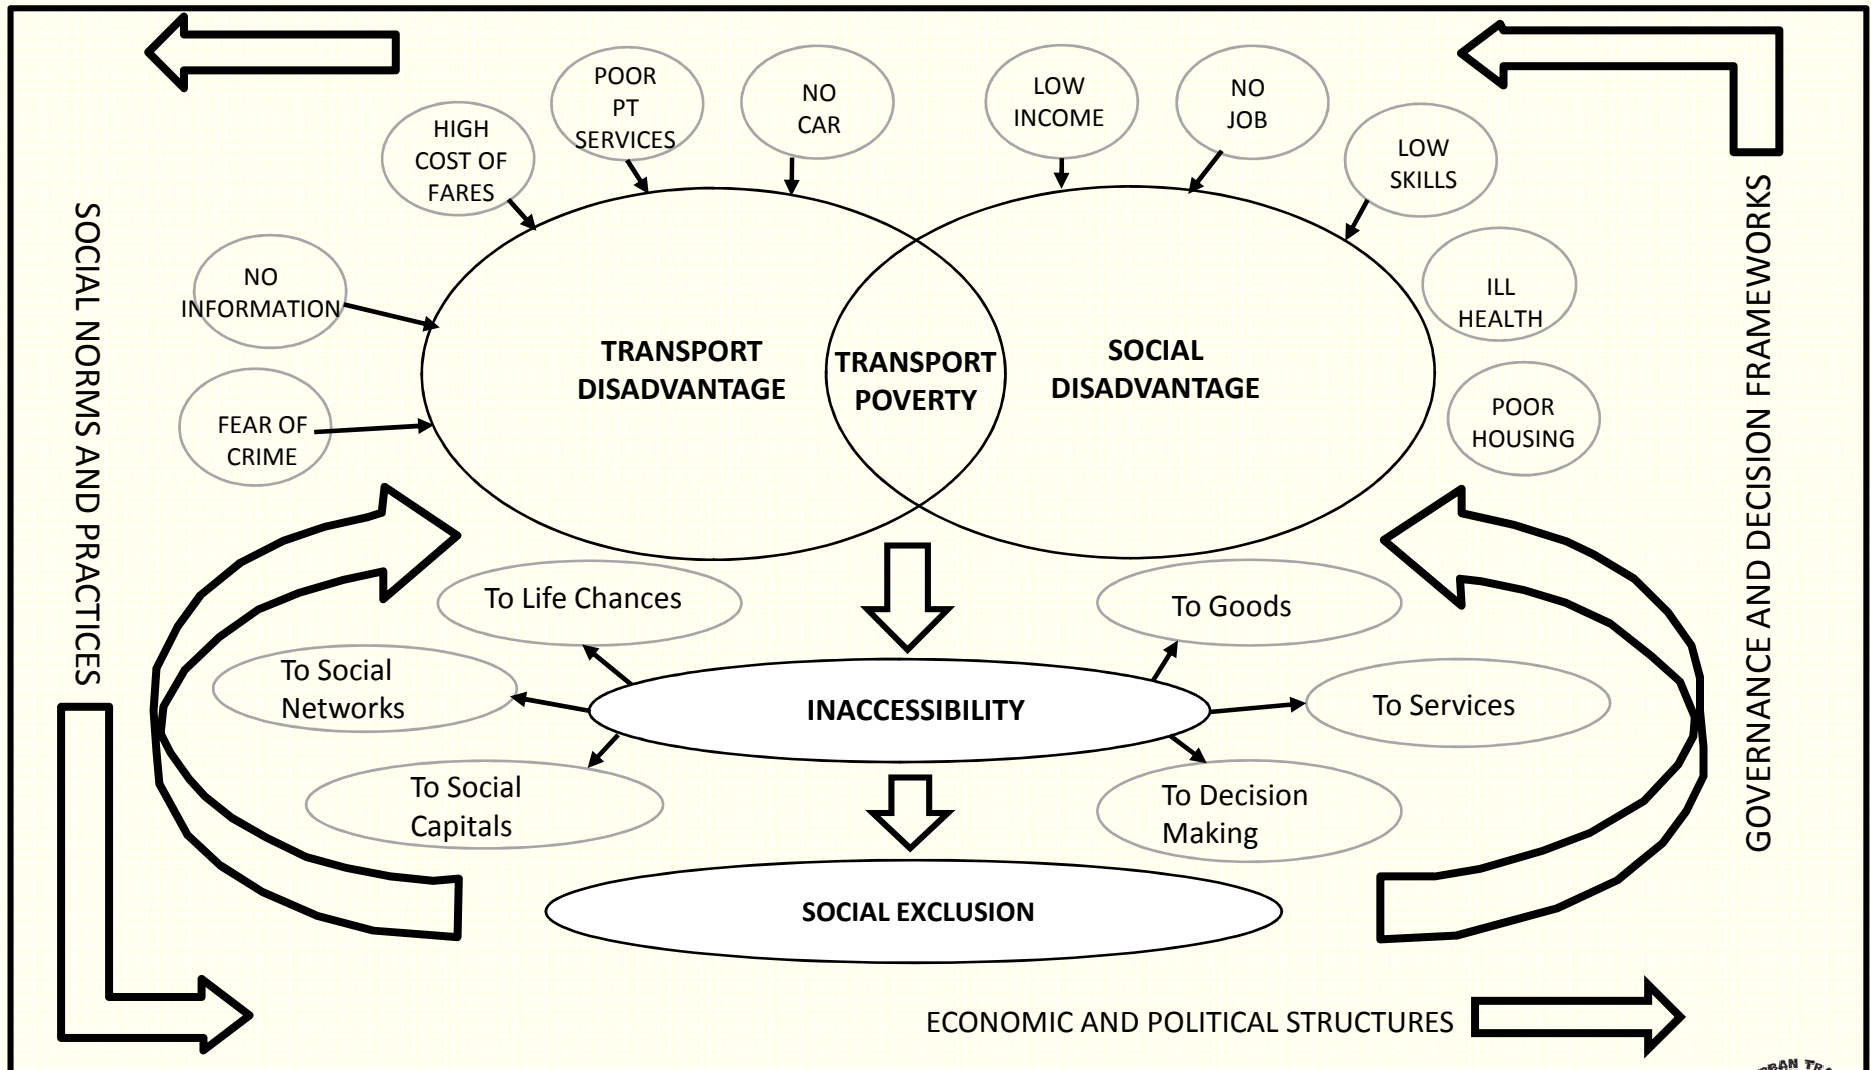 POOR
PT
SERVICES
NO
CAR
LOW
INCOME
NO
JOB
HIGH
COST OF
FARES
LOW
SKILLS
NO
INFORMATION
ILL
HEALTH
FEAR OF
CRIME
POOR
HOUSING
TRANSPORT
DISADVANTAGE
TRANSPORT
POVERTY
SOCIAL
DISADVANTAGE
SOCIAL NORMS AND PRACTICES
GOVERNANCE AND DECISION FRAMEWORKS
To Life Chances
To Goods
To Social
Networks
INACCESSIBILITY
To Services
To Social
Capitals
To Decision
Making
SOCIAL EXCLUSION
ECONOMIC AND POLITICAL STRUCTURES